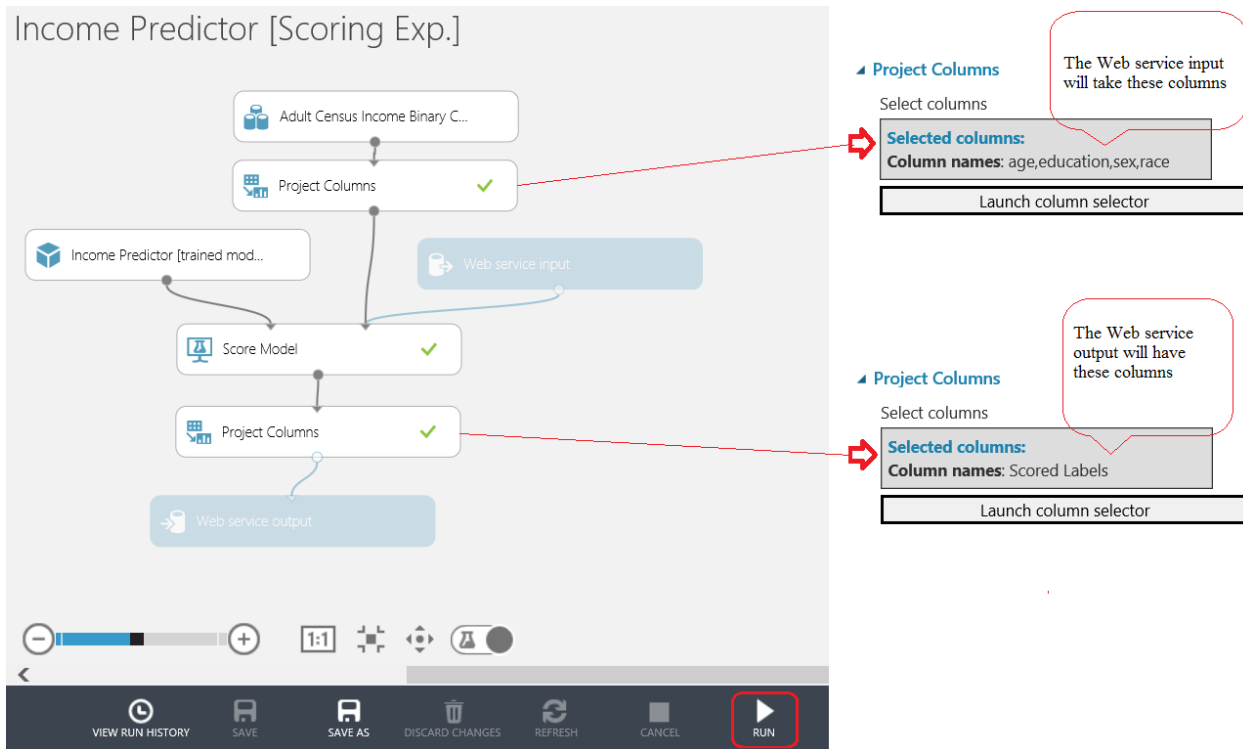 Income Predictor [Scoring Exp.]
Adult Census Income Binary C...
Project Columns
Income Predictor [trained mod...
Web service input
Score Model
Project Columns
Web service output
1:1
VIEW RUN HISTORY
SAVE
SAVE AS
DISCARD CHANGES
REFRESH
CANCEL
RUN
Project Columns
The Web service input
will take these columns
Select columns
Selected columns:
Column names: age,education,sex,race
Launch column selector
The Web service
output will have
these columns
Project Columns
Select columns
Selected columns:
Column names: Scored Labels
Launch column selector